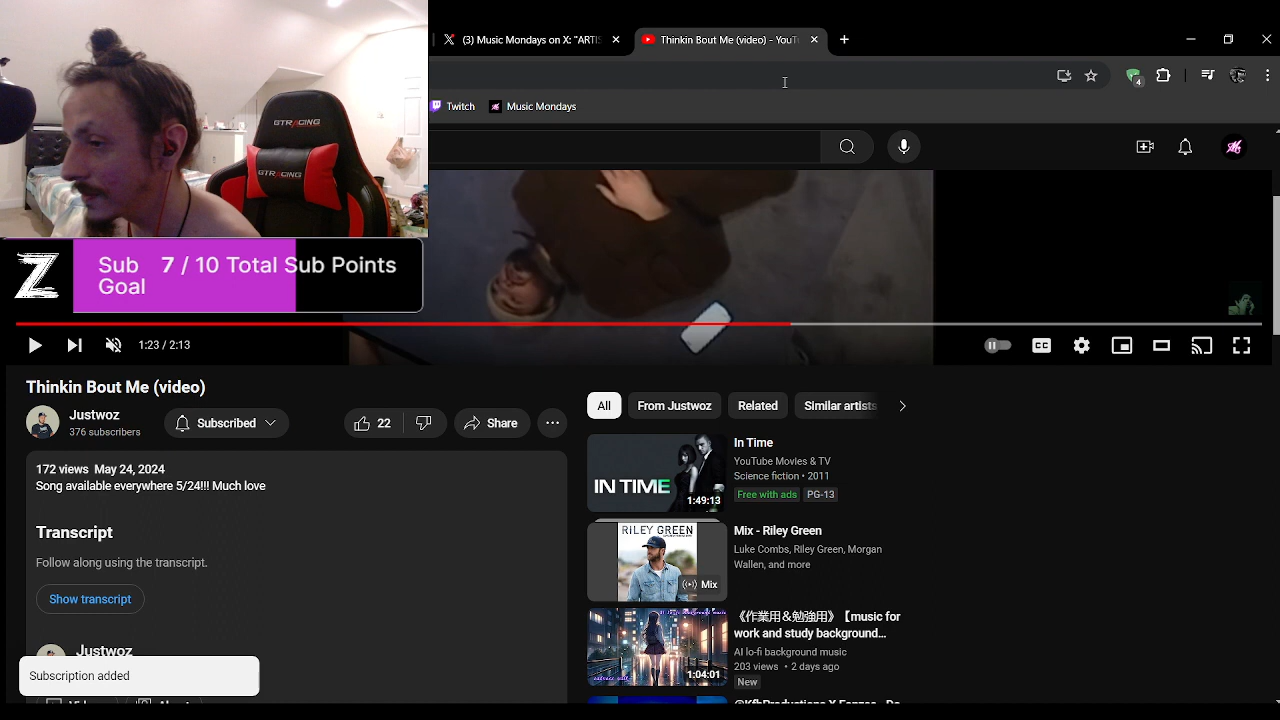 (3) Music Mondays on X: "ARTIS
Thinkin Bout Me (video) - YouTu
4
Twitch
Music Mondays
GTRACING
GTRACING
Z
Sub Goal
7 / 10 Total Sub Points
1:23 / 2:13
CC
Thinkin Bout Me (video)
Justwoz
376 subscribers
Subscribed
22
Share
172 views May 24, 2024
Song available everywhere 5/24!!! Much love
Transcript
Follow along using the transcript.
Show transcript
Justwoz
Subscription added
All
From Justwoz
Related
Similar artists
IN TIME
1:49:13
In Time
YouTube Movies & TV
Science fiction • 2011
Free with ads
PG-13
RILEY GREEN
Mix
Mix - Riley Green
Luke Combs, Riley Green, Morgan
Wallen, and more
1:04:01
《作業用＆勉強用》【music for
work and study background...
AI lo-fi background music
203 views • 2 days ago
New